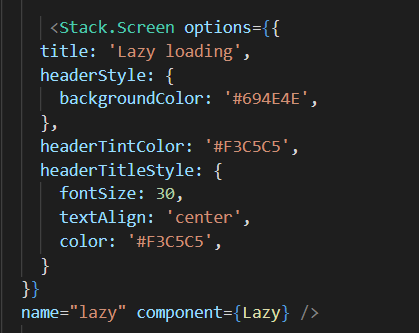 <Stack.Screen options={{
title: 'Lazy loading',
headerStyle: {
backgroundColor: '#694E4E',
},
headerTintColor: '#F3C5C5',
headerTitleStyle: {
fontSize: 30,
textAlign: 'center',
color: '#F3C5C5',
}
}}
name="lazy" component={Lazy} />